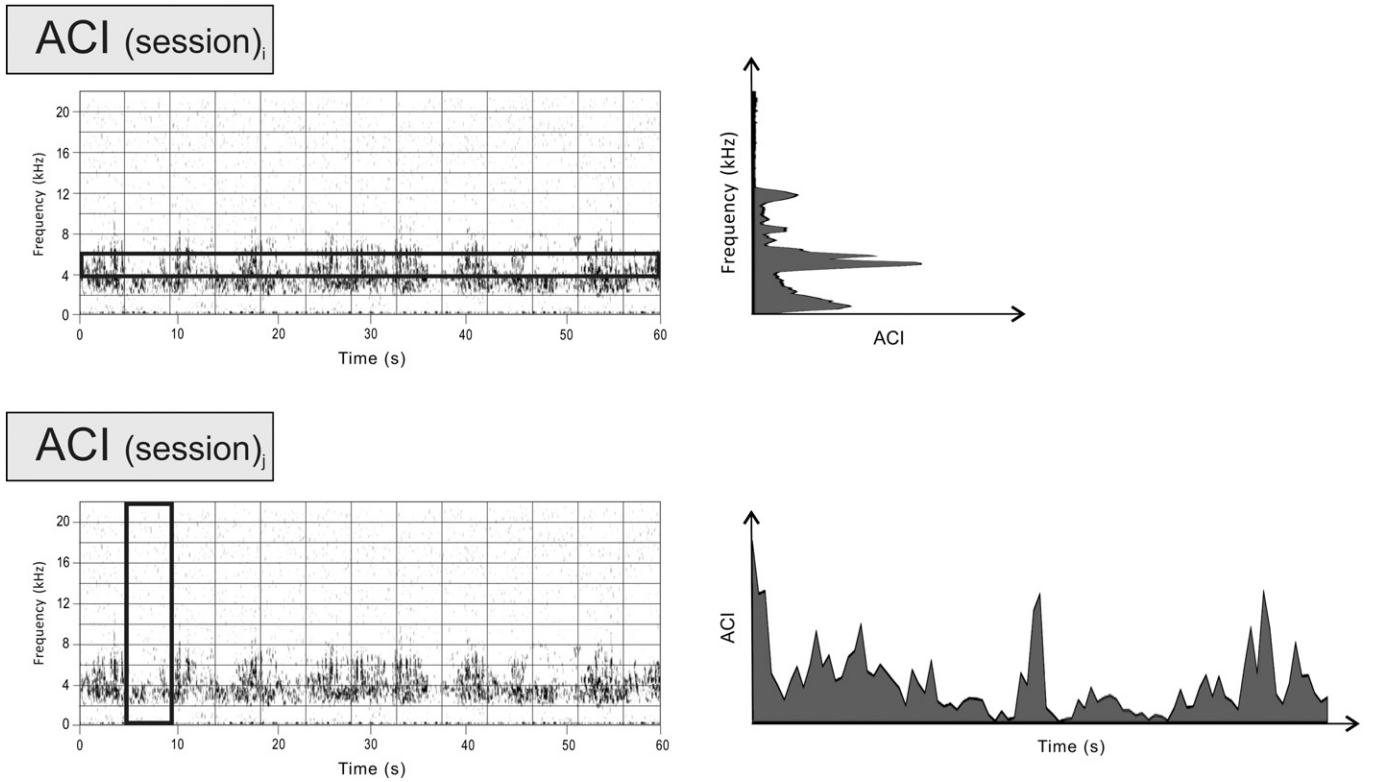 ACI (session)i
20
16
12
8
4
0
Frequency (kHz)
0 10 20 30 40 50 60
Time (s)
Frequency (kHz)
ACI
ACI (session)j
20
16
12
8
4
0
Frequency (kHz)
0 10 20 30 40 50 60
Time (s)
ACI
Time (s)